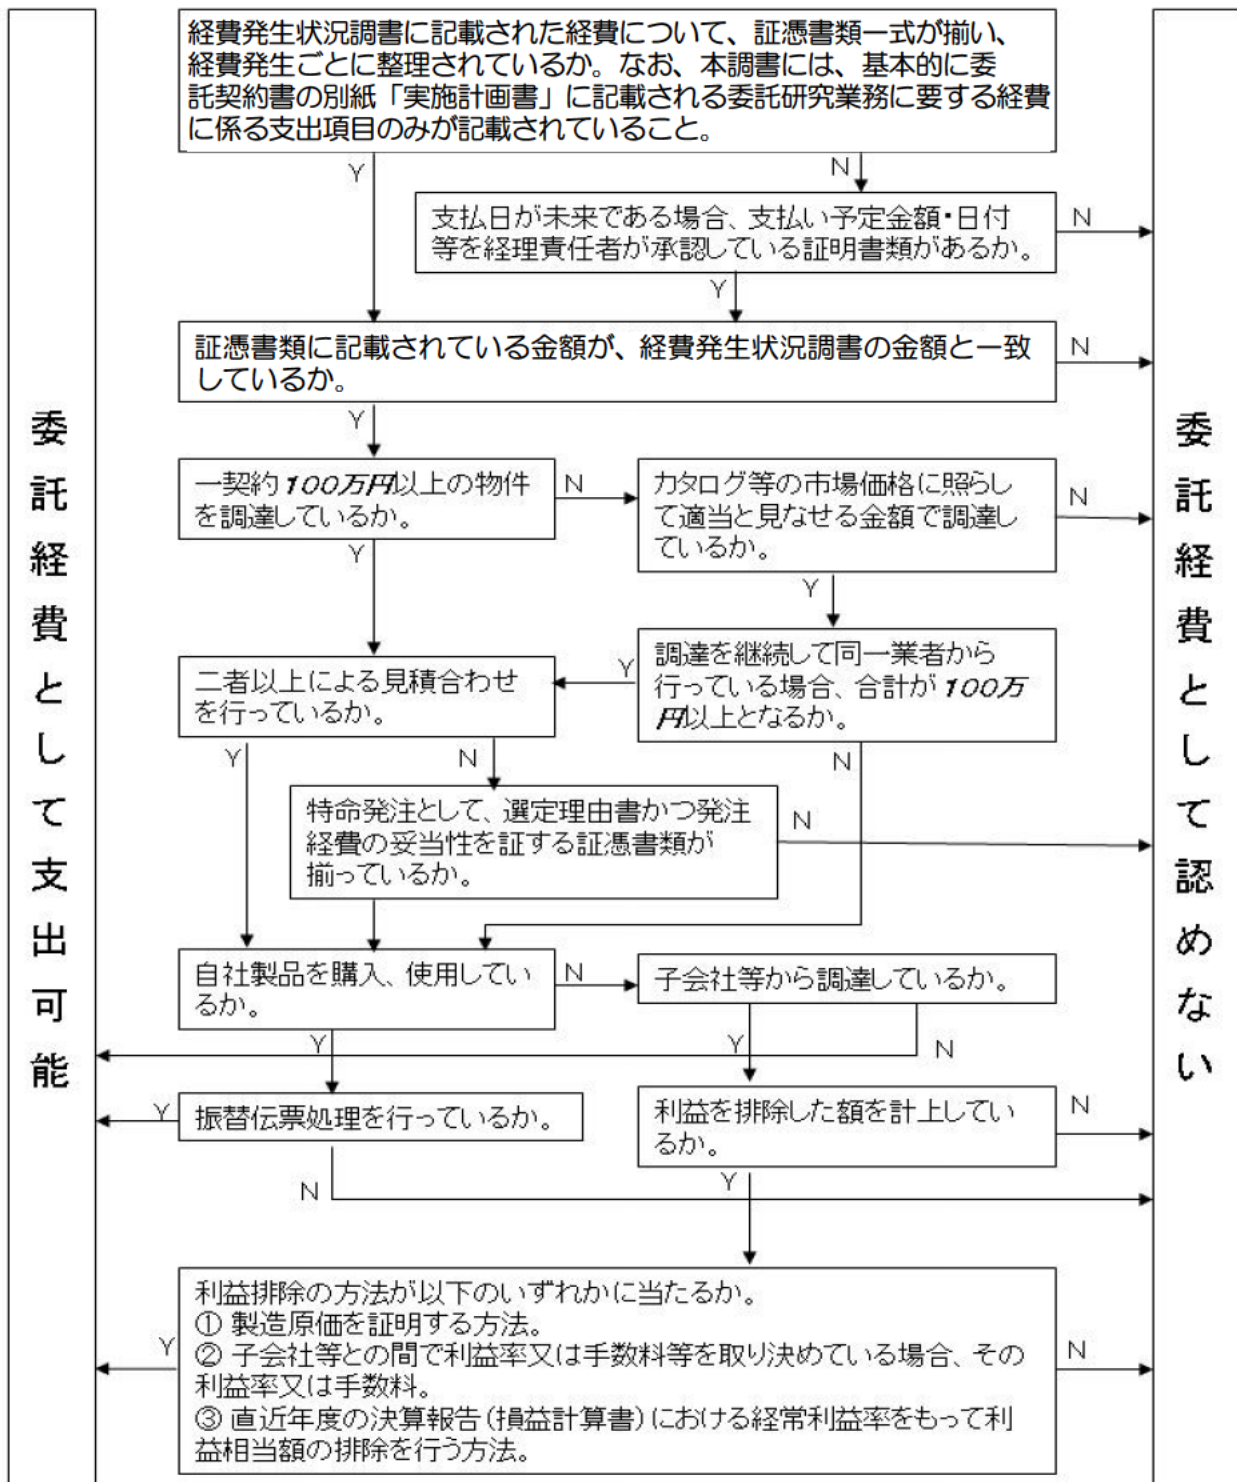 経費発生状況調書に記載された経費について、証憑書類一式が揃い、
経費発生ごとに整理されているか。なお、本調書には、基本的に委
託契約書の別紙「実施計画書」に記載される委託研究業務に要する経費
に係る支出項目のみが記載されていること。
Y
N
支払日が未来である場合、支払い予定金額・日付
等を経理責任者が承認している証明書類があるか。
N
Y
証憑書類に記載されている金額が、経費発生状況調書の金額と一致
しているか。
N
Y
一契約100万円以上の物件
を調達しているか。
N
カタログ等の市場価格に照らし
て適当と見なせる金額で調達し
ているか。
N
Y
Y
二者以上による見積合わせ
を行っているか。
Y
調達を継続して同一業者から
行っている場合、合計が100万
円以上となるか。
Y
N
N
特命発注として、選定理由書かつ発注
経費の妥当性を証する証憑書類が
揃っているか。
N
自社製品を購入、使用してい
るか。
N
子会社等から調達しているか。
Y
Y
N
振替伝票処理を行っているか。
Y
利益を排除した額を計上してい
るか。
N
N
Y
利益排除の方法が以下のいずれかに当たるか。
① 製造原価を証明する方法。
② 子会社等との間で利益率又は手数料等を取り決めている場合、その
利益率又は手数料。
③ 直近年度の決算報告(損益計算書)における経常利益率をもって利
益相当額の排除を行う方法。
Y
N
委託経費として支出可能
委託経費として認めない